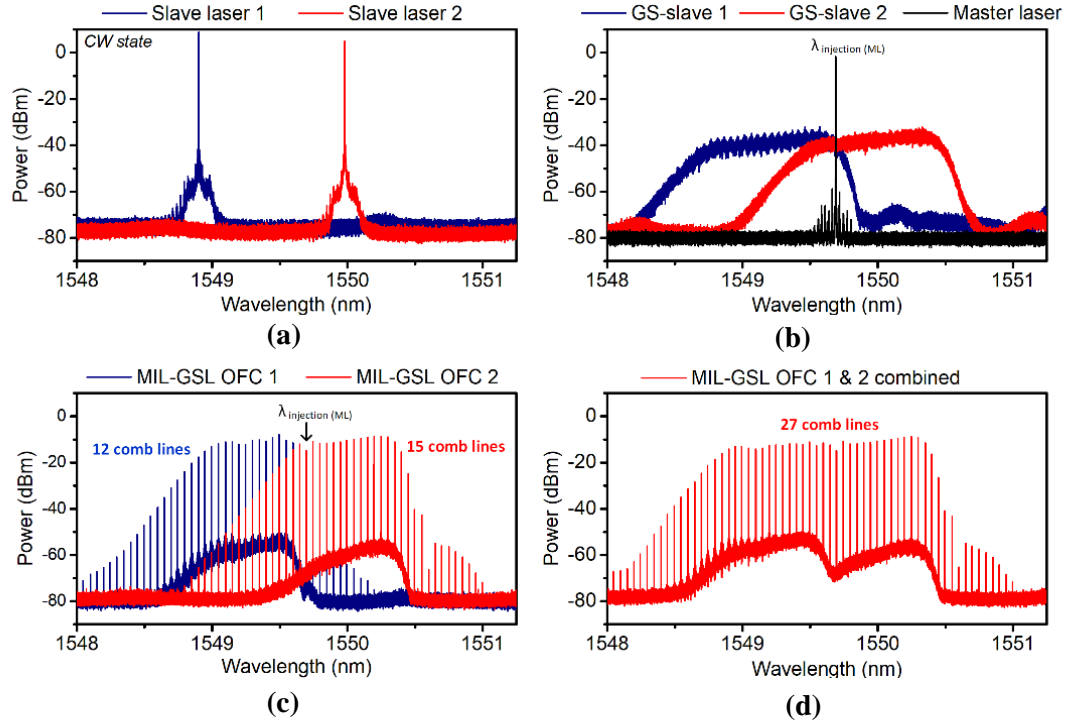 Slave laser 1 Slave laser 2
CW state
Power (dBm)
0
-20
-40
-60
-80
1548 1549 1550 1551
Wavelength (nm)
(a)
GS-slave 1 GS-slave 2 Master laser
λ injection (ML)
Power (dBm)
0
-20
-40
-60
-80
1548 1549 1550 1551
Wavelength (nm)
(b)
MIL-GSL OFC 1 MIL-GSL OFC 2
λ injection (ML)
12 comb lines 15 comb lines
Power (dBm)
0
-20
-40
-60
-80
1548 1549 1550 1551
Wavelength (nm)
(c)
MIL-GSL OFC 1 & 2 combined
27 comb lines
Power (dBm)
0
-20
-40
-60
-80
1548 1549 1550 1551
Wavelength (nm)
(d)